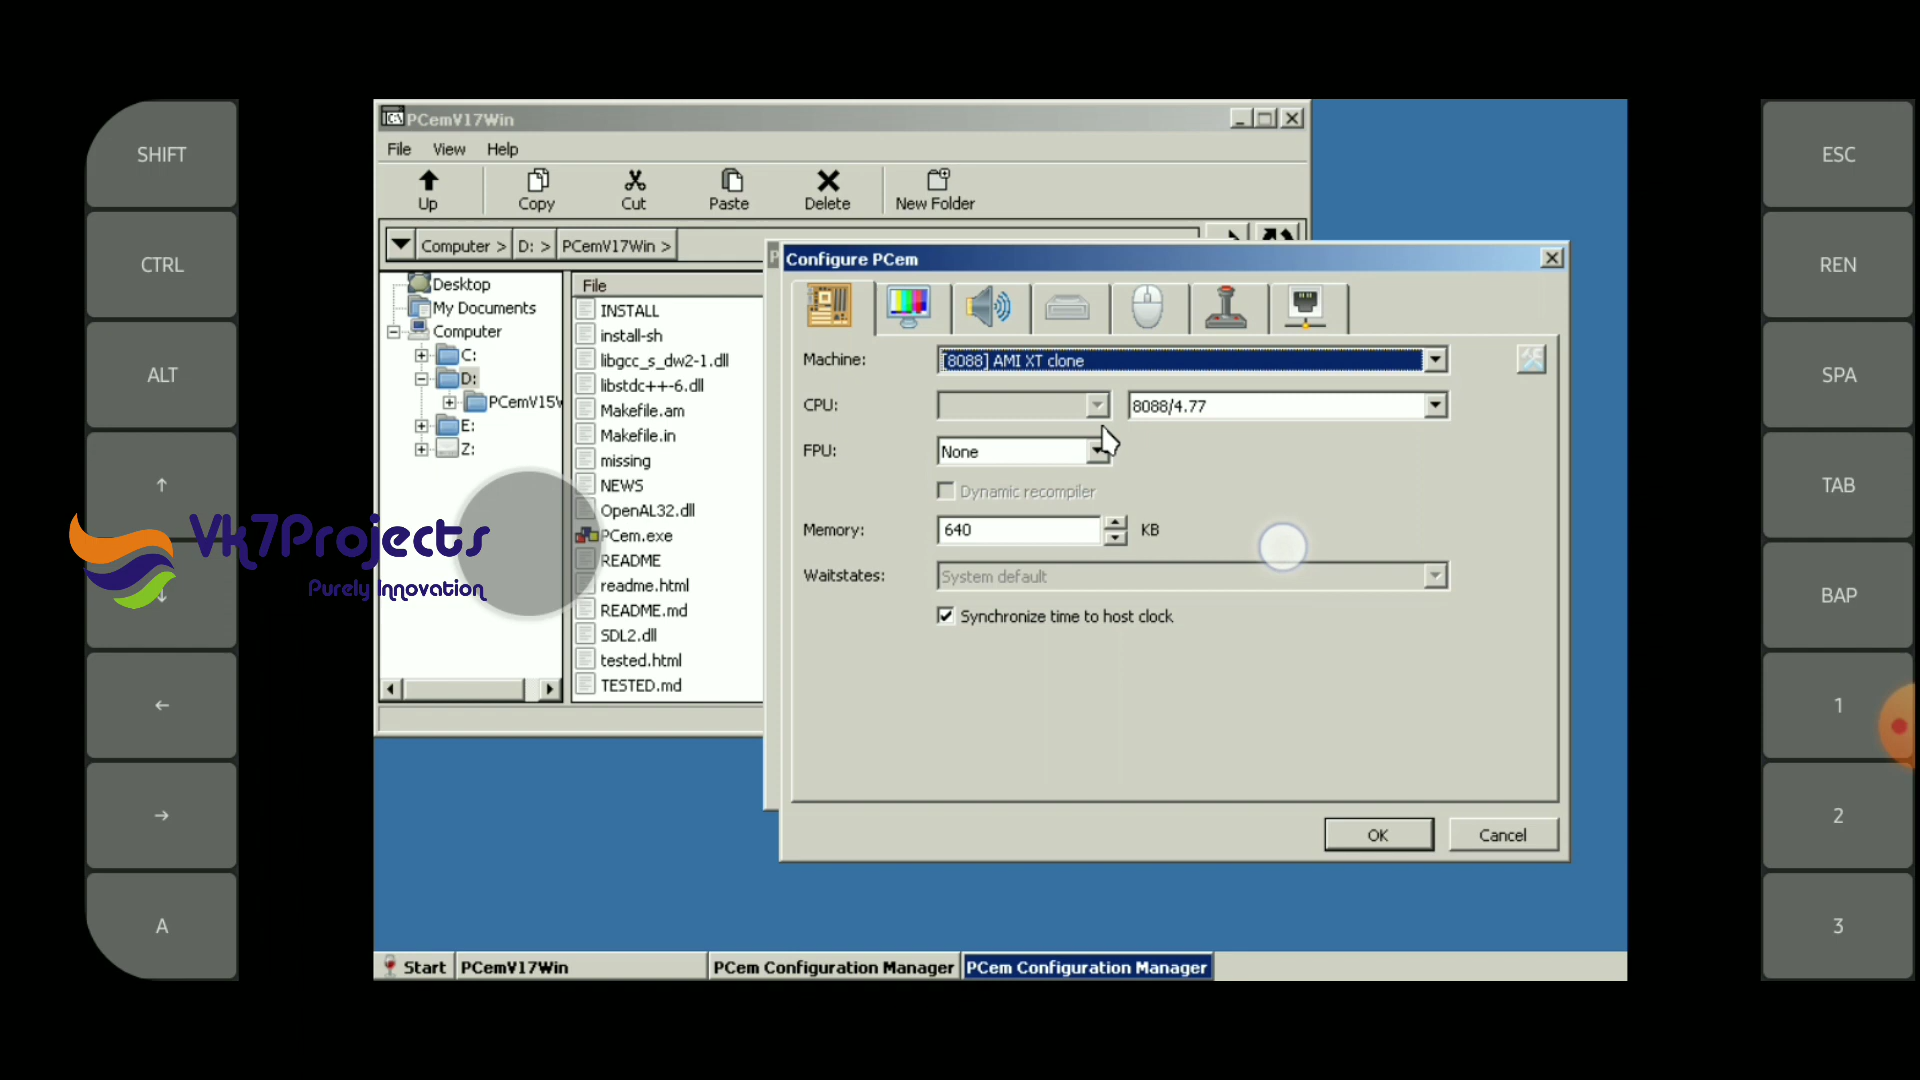 SHIFT
CTRL
ALT
↑
↓
←
→
A
ESC
REN
SPA
TAB
BAP
1
2
3
PCemV17Win
File View Help
Up Copy Cut Paste Delete New Folder
Computer > D: > PCemV17Win >
Desktop
My Documents
Computer
C:
D:
PCemV15
E:
Z:
File
INSTALL
install-sh
libgcc_s_dw2-1.dll
libstdc++-6.dll
Makefile.am
Makefile.in
missing
NEWS
OpenAL32.dll
PCem.exe
README
readme.html
README.md
SDL2.dll
tested.html
TESTED.md
Vk7Projects
Purely Innovation
Configure PCem
Machine: [8088] AMI XT clone
CPU: 8088/4.77
FPU: None
Dynamic recompiler
Memory: 640 KB
Waitstates: System default
Synchronize time to host clock
OK Cancel
Start PCemV17Win PCem Configuration Manager PCem Configuration Manager